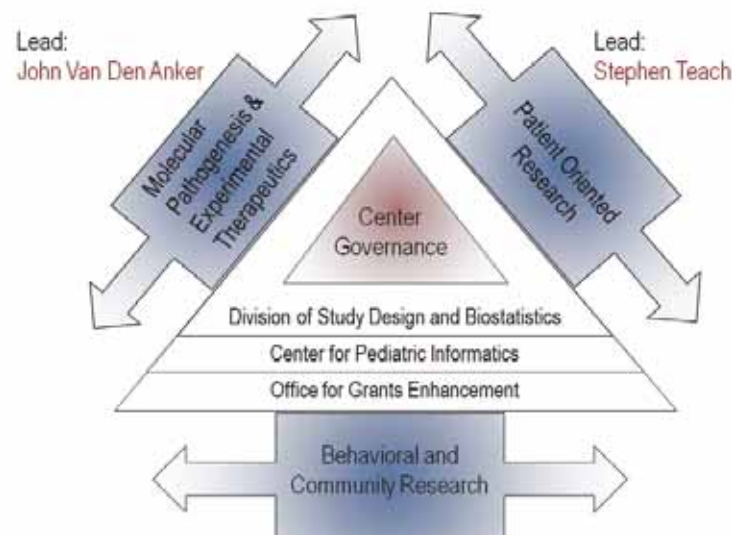 Lead:
John Van Den Anker
Lead:
Stephen Teach
Molecular
Pathogenesis &
Experimental
Therapeutics
Patient Oriented
Research
Center
Governance
Division of Study Design and Biostatistics
Center for Pediatric Informatics
Office for Grants Enhancement
Behavioral and
Community Research